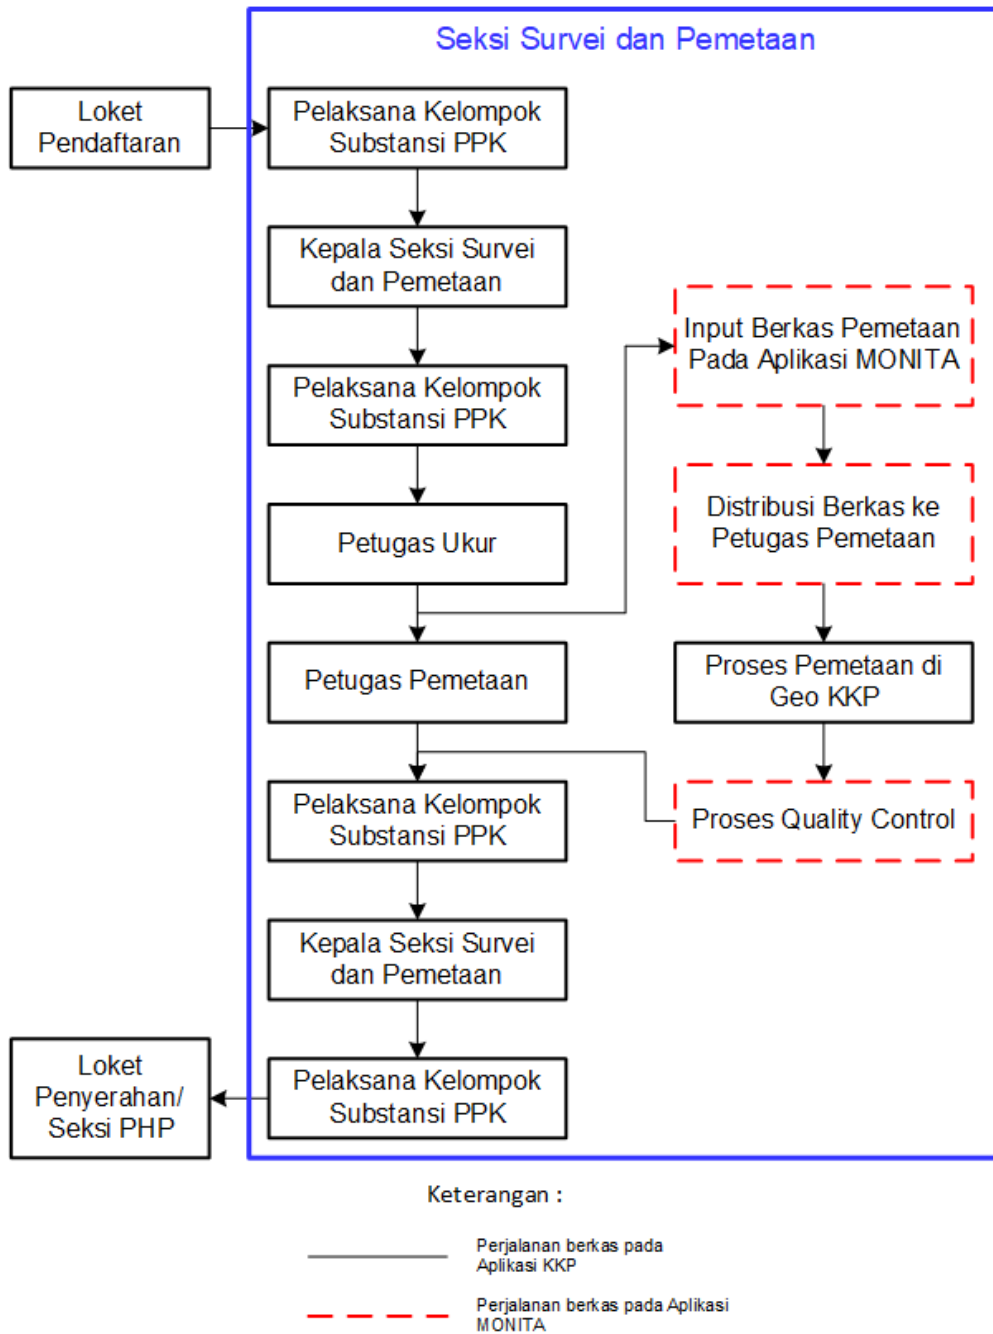 Seksi Survei dan Pemetaan
Loket
Pendaftaran
Pelaksana Kelompok
Substansi PPK
Kepala Seksi Survei
dan Pemetaan
Pelaksana Kelompok
Substansi PPK
Petugas Ukur
Petugas Pemetaan
Input Berkas Pemetaan
Pada Aplikasi MONITA
Distribusi Berkas ke
Petugas Pemetaan
Proses Pemetaan di
Geo KKP
Proses Quality Control
Pelaksana Kelompok
Substansi PPK
Kepala Seksi Survei
dan Pemetaan
Pelaksana Kelompok
Substansi PPK
Loket
Penyerahan/
Seksi PHP
Keterangan :
Perjalanan berkas pada
Aplikasi KKP
Perjalanan berkas pada Aplikasi
MONITA